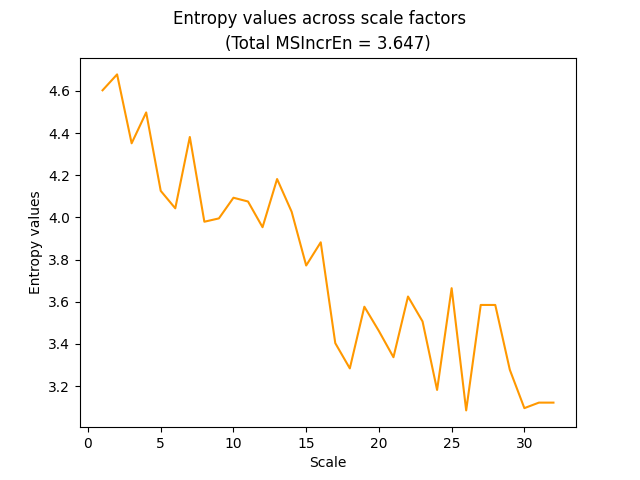 Entropy values across scale factors
(Total MSIncrEn = 3.647)
4.6
4.4
4.2
4.0
3.8
3.6
3.4
3.2
Entropy values
0 5 10 15 20 25 30
Scale